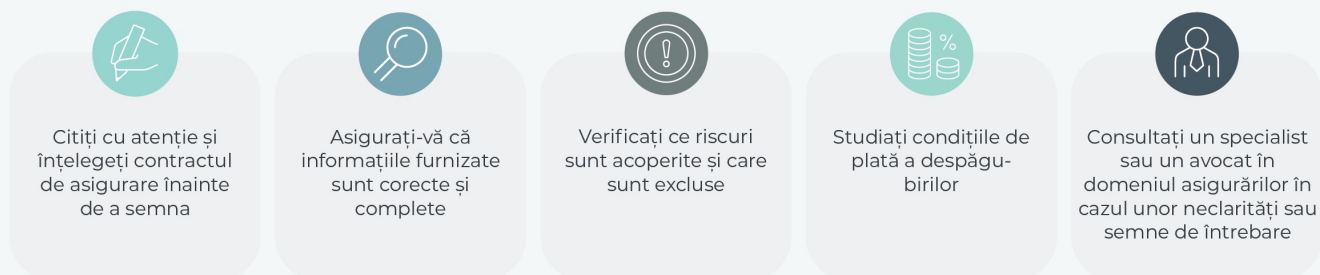 Citiți cu atenție și
înțelegeți contractul
de asigurare înainte
de a semna
Asigurați-vă că
informațiile furnizate
sunt corecte și
complete
Verificați ce riscuri
sunt acoperite și care
sunt excluse
%
Studiați condițiile de
plată a despăgu-
birilor
Consultați un specialist
sau un avocat în
domeniul asigurărilor în
cazul unor neclarități sau
semne de întrebare